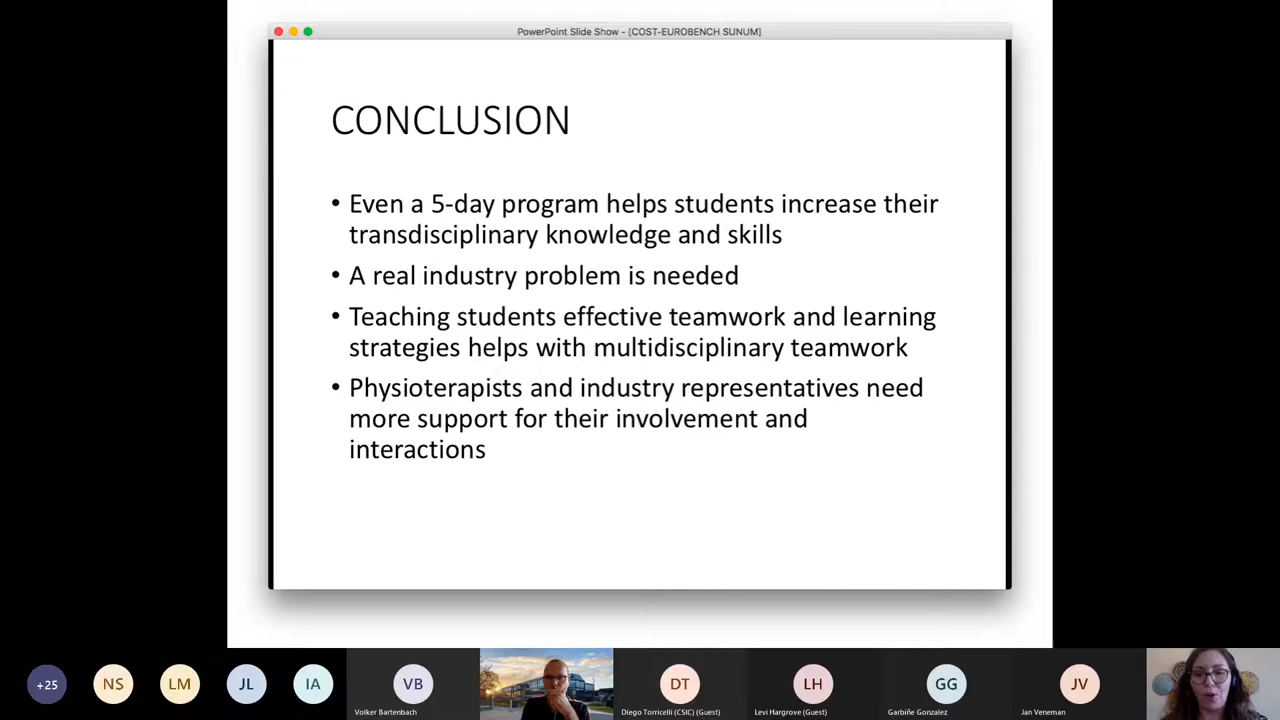 PowerPoint Slide Show - [COST-EUROBENCH SUNUM]
CONCLUSION
• Even a 5-day program helps students increase their
transdisciplinary knowledge and skills
• A real industry problem is needed
• Teaching students effective teamwork and learning
strategies helps with multidisciplinary teamwork
• Physioterapists and industry representatives need
more support for their involvement and
interactions
+25
NS
LM
JL
IA
VB
DT
LH
GG
JV
Volker Bartenbach
Diego Torricelli (CSIC) (Guest)
Levi Hargrove (Guest)
Garbiñe Gonzalez
Jan Veneman